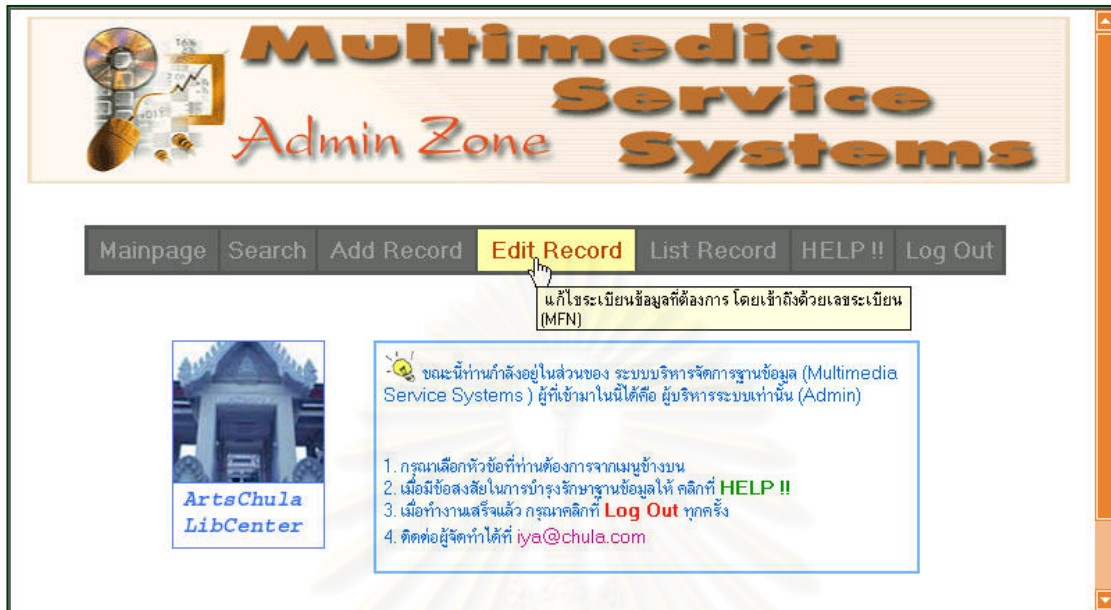 Multimedia
Service
Admin Zone
Systems
Mainpage Search Add Record Edit Record List Record HELP !! Log Out
แก้ไขระเบียนข้อมูลที่ต้องการ โดยเข้าถึงด้วยเลขระเบียน
(MFN)
ขณะนี้ท่านกำลังอยู่ในส่วนของ ระบบบริหารจัดการฐานข้อมูล (Multimedia
Service Systems ) ผู้ที่เข้ามาในนี้ได้คือ ผู้บริหารระบบเท่านั้น (Admin)
1. กรุณาเลือกหัวข้อที่ท่านต้องการจากเมนูข้างบน
2. เมื่อมีข้อสงสัยในการบำรุงรักษาฐานข้อมูลให้ คลิกที่ HELP !!
3. เมื่อทำงานเสร็จแล้ว กรุณาคลิกที่ Log Out ทุกครั้ง
4. ติดต่อผู้จัดทำได้ที่ iya@chula.com
ArtsChula
LibCenter